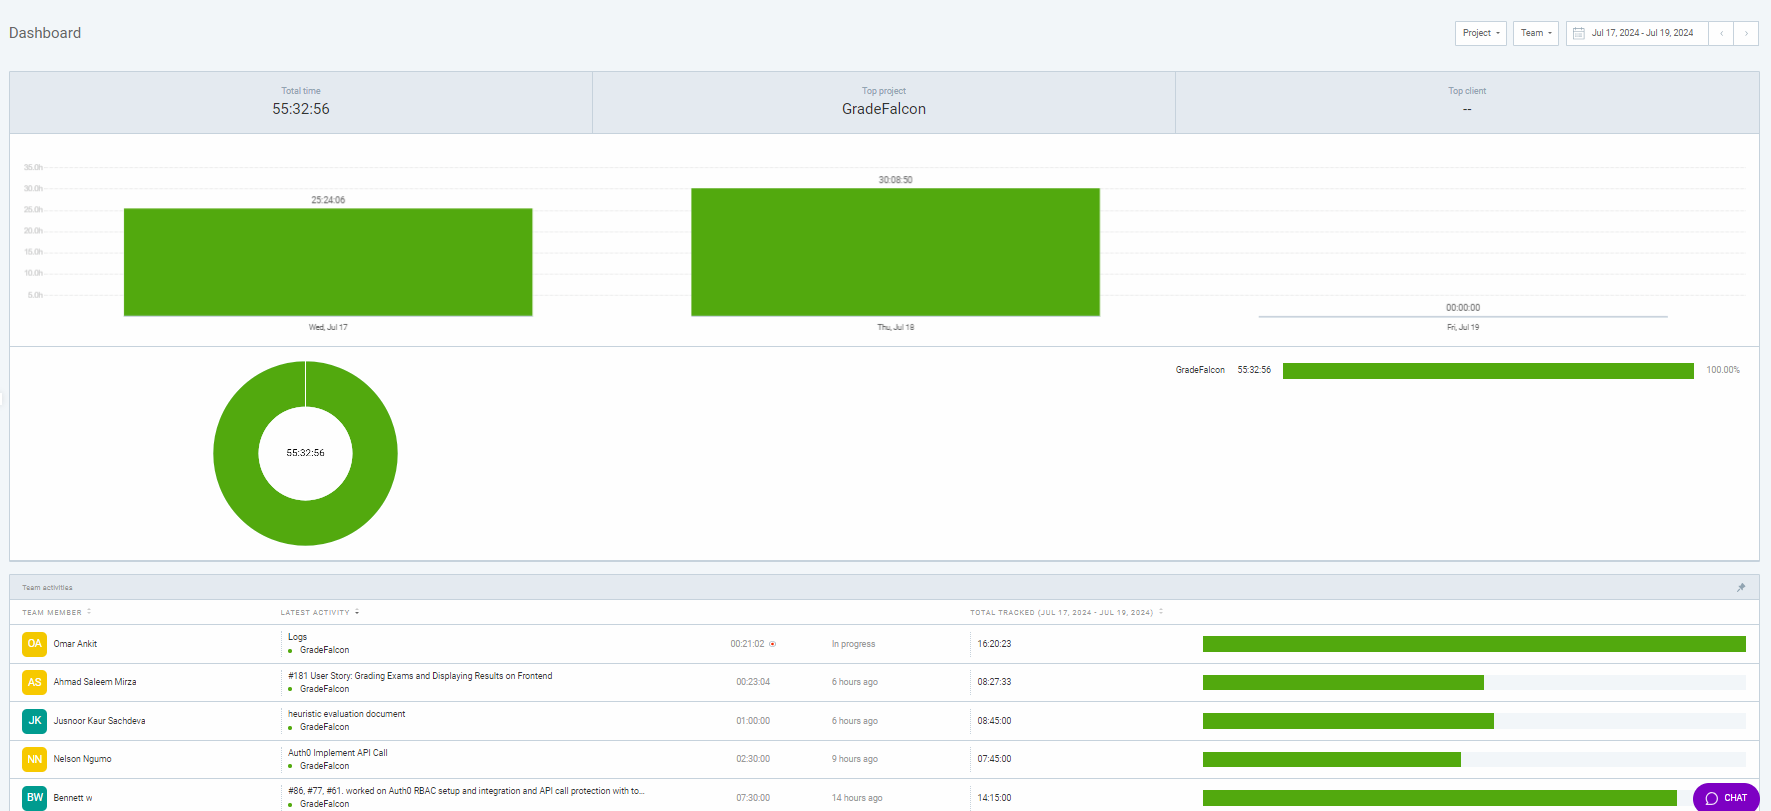 Dashboard
Project
Team
Jul 17, 2024 - Jul 19, 2024
Total time
55:32:56
Top project
GradeFalcon
Top client
--
35.0h
30.0h
25.0h
20.0h
15.0h
10.0h
5.0h
25:24:06
30:08:50
00:00:00
Wed, Jul 17
Thu, Jul 18
Fri, Jul 19
55:32:56
GradeFalcon 55:32:56 100.00%
Team activities
TEAM MEMBER LATEST ACTIVITY TOTAL TRACKED (JUL 17, 2024 - JUL 19, 2024)
OA Omar Ankit
Logs
GradeFalcon
00:21:02 In progress 16:20:23
AS Ahmad Saleem Mirza
#181 User Story: Grading Exams and Displaying Results on Frontend
GradeFalcon
00:23:04 6 hours ago 08:27:33
JK Jusnoor Kaur Sachdeva
heuristic evaluation document
GradeFalcon
01:00:00 6 hours ago 08:45:00
NN Nelson Ngumo
Auth0 Implement API Call
GradeFalcon
02:30:00 9 hours ago 07:45:00
BW Bennett w
#86, #77, #61. worked on Auth0 RBAC setup and integration and API call protection with to...
GradeFalcon
07:30:00 14 hours ago 14:15:00
CHAT